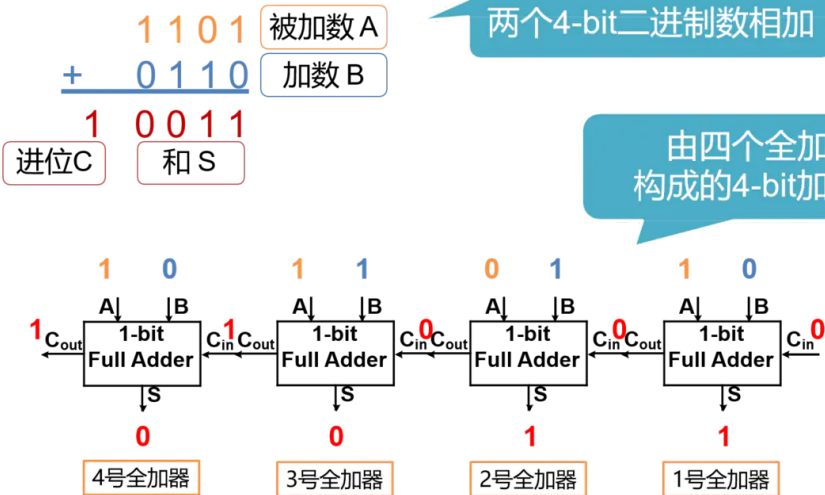 1101 被加数 A
两个4-bit二进制数相加
+ 0110 加数 B
1 0011
进位C 和 S
由四个全加
构成的4-bit加
1 0 1 1 0 1 1 0
A B A B A B A B
1 Cout 1-bit Full Adder Cin 1 Cout 1-bit Full Adder Cin 0 Cout 1-bit Full Adder Cin 0 Cout 1-bit Full Adder Cin 0
S S S S
0 0 1 1
4号全加器 3号全加器 2号全加器 1号全加器